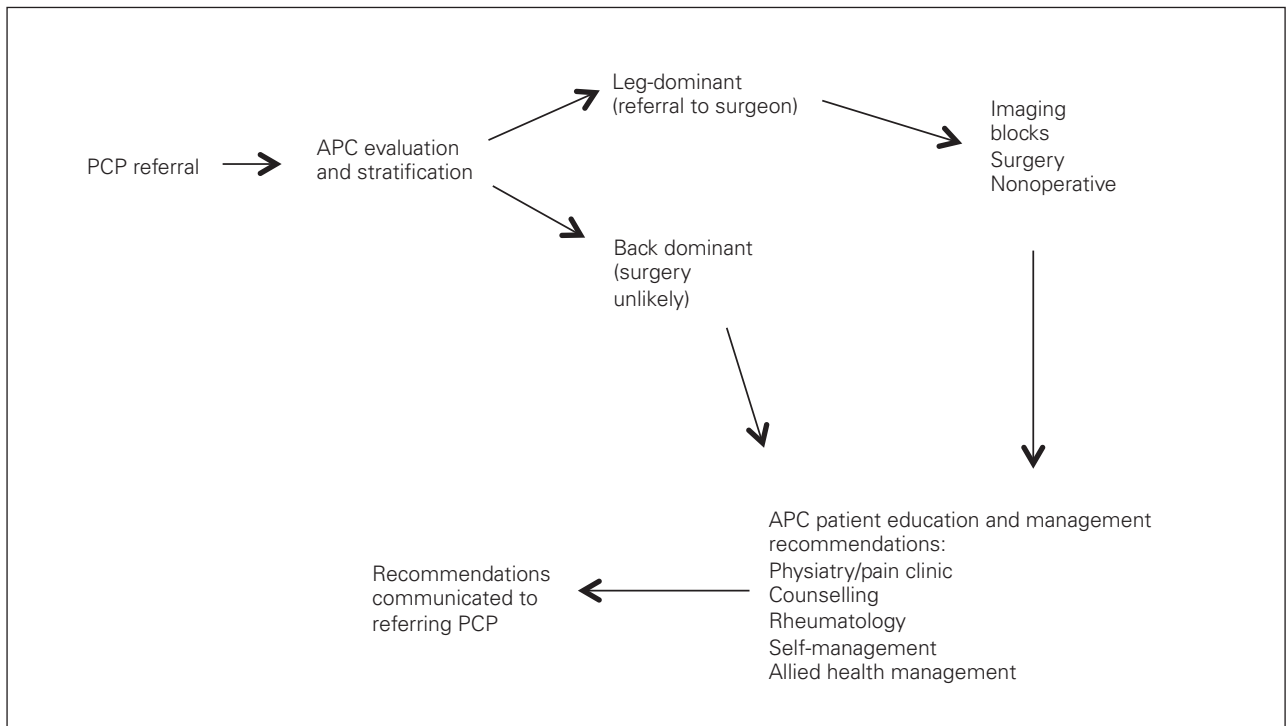 PCP referral
APC evaluation
and stratification
Leg-dominant
(referral to surgeon)
Imaging
blocks
Surgery
Nonoperative
Back dominant
(surgery
unlikely)
APC patient education and management
recommendations:
Physiatry/pain clinic
Counselling
Rheumatology
Self-management
Allied health management
Recommendations
communicated to
referring PCP